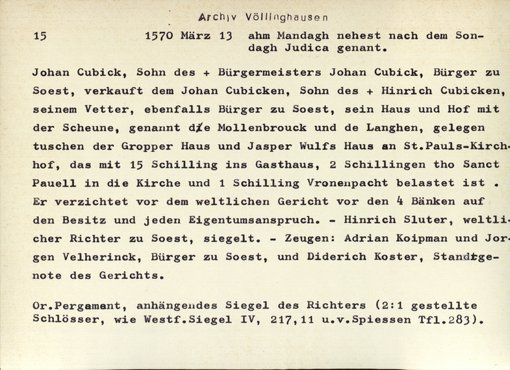 Archiv Völlinghausen
15 1570 März 13 ahm Mandagh nehest nach dem Son-
dagh Judica genant.
Johan Cubick, Sohn des + Bürgermeisters Johan Cubick, Bürger zu
Soest, verkauft dem Johan Cubicken, Sohn des + Hinrich Cubicken,
seinem Vetter, ebenfalls Bürger zu Soest, sein Haus und Hof mit
der Scheune, genannt die Mollenbrouck und de Langhen, gelegen
tuschen der Gropper Haus und Jasper Wulfs Haus an St.Pauls-Kirch-
hof, das mit 15 Schilling ins Gasthaus, 2 Schillingen tho Sanct
Pauell in die Kirche und 1 Schilling Vronenpacht belastet ist .
Er verzichtet vor dem weltlichen Gericht vor den 4 Bänken auf
den Besitz und jeden Eigentumsanspruch. - Hinrich Sluter, weltli-
cher Richter zu Soest, siegelt. - Zeugen: Adrian Koipman und Jor-
gen Velherinck, Bürger zu Soest, und Diderich Koster, Standge-
note des Gerichts.
Or.Pergament, anhängendes Siegel des Richters (2:1 gestellte
Schlösser, wie Westf.Siegel IV, 217,11 u.v.Spiessen Tfl.283).